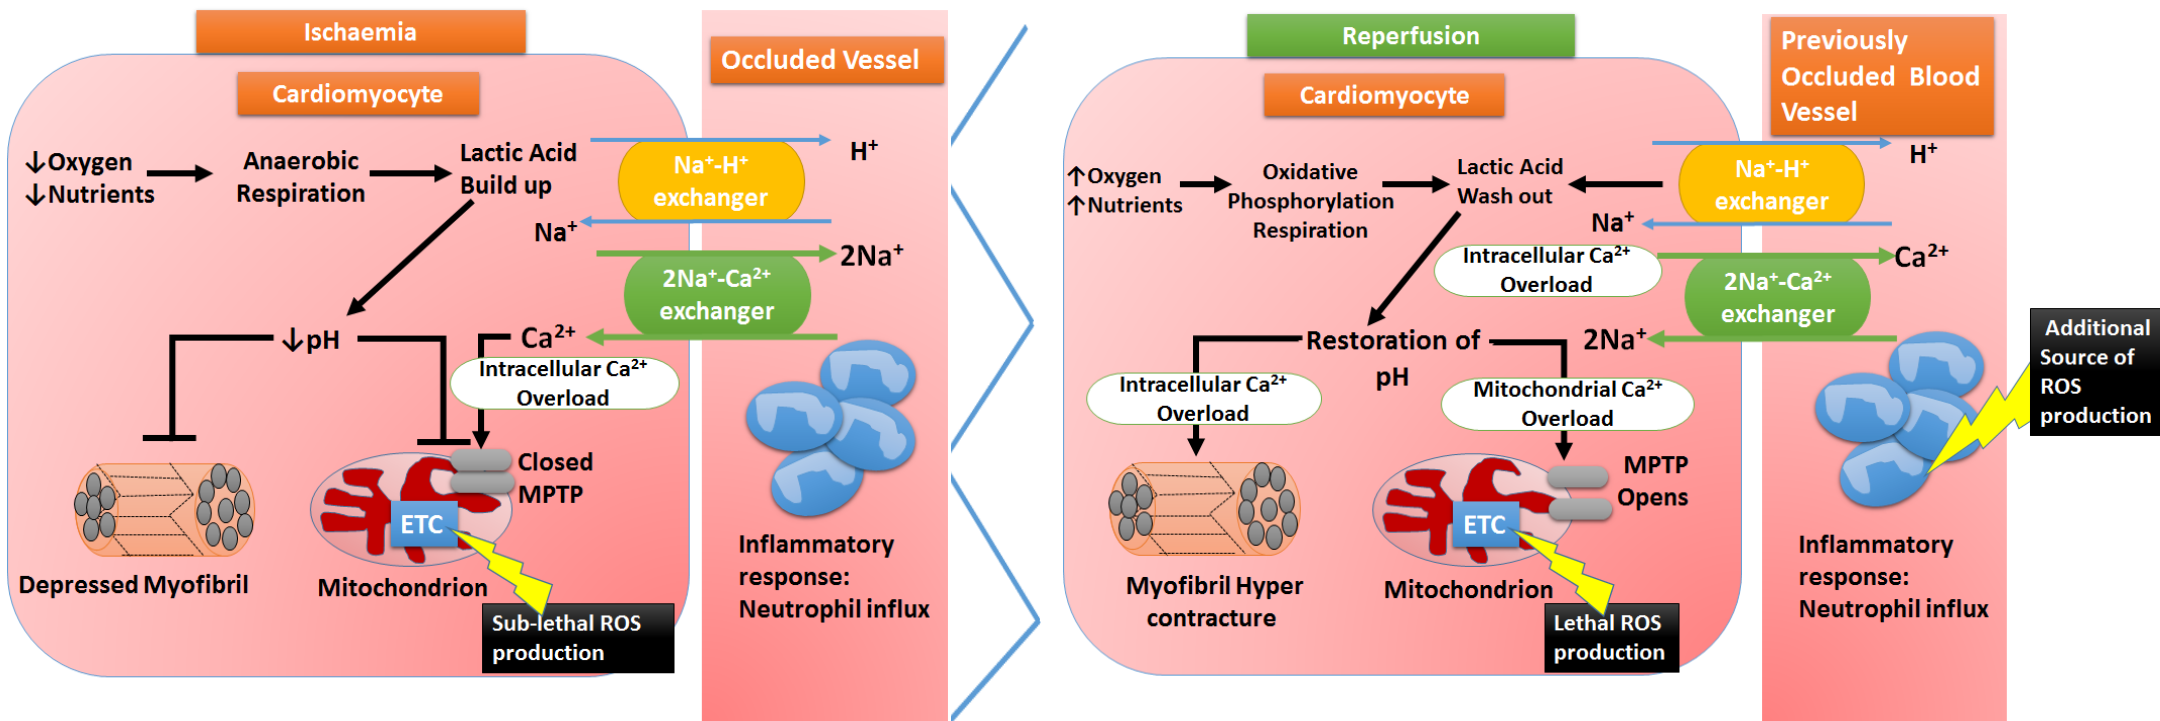 Ischaemia
Cardiomyocyte
Occluded Vessel
↓Oxygen
↓Nutrients
Anaerobic
Respiration
Lactic Acid
Build up
Na⁺-H⁺
exchanger
H⁺
Na⁺
2Na⁺
2Na⁺-Ca²⁺
exchanger
↓pH
Ca²⁺
Intracellular Ca²⁺
Overload
Closed
MPTP
ETC
Depressed Myofibril
Mitochondrion
Sub-lethal ROS
production
Inflammatory
response:
Neutrophil influx
Reperfusion
Cardiomyocyte
Previously
Occluded Blood
Vessel
↑Oxygen
↑Nutrients
Oxidative
Phosphorylation
Respiration
Lactic Acid
Wash out
Na⁺-H⁺
exchanger
H⁺
Na⁺
Intracellular Ca²⁺
Overload
Ca²⁺
2Na⁺-Ca²⁺
exchanger
2Na⁺
Restoration of
pH
Intracellular Ca²⁺
Overload
Mitochondrial Ca²⁺
Overload
MPTP
Opens
ETC
Myofibril Hyper
contracture
Mitochondrion
Lethal ROS
production
Additional
Source of
ROS
production
Inflammatory
response:
Neutrophil influx